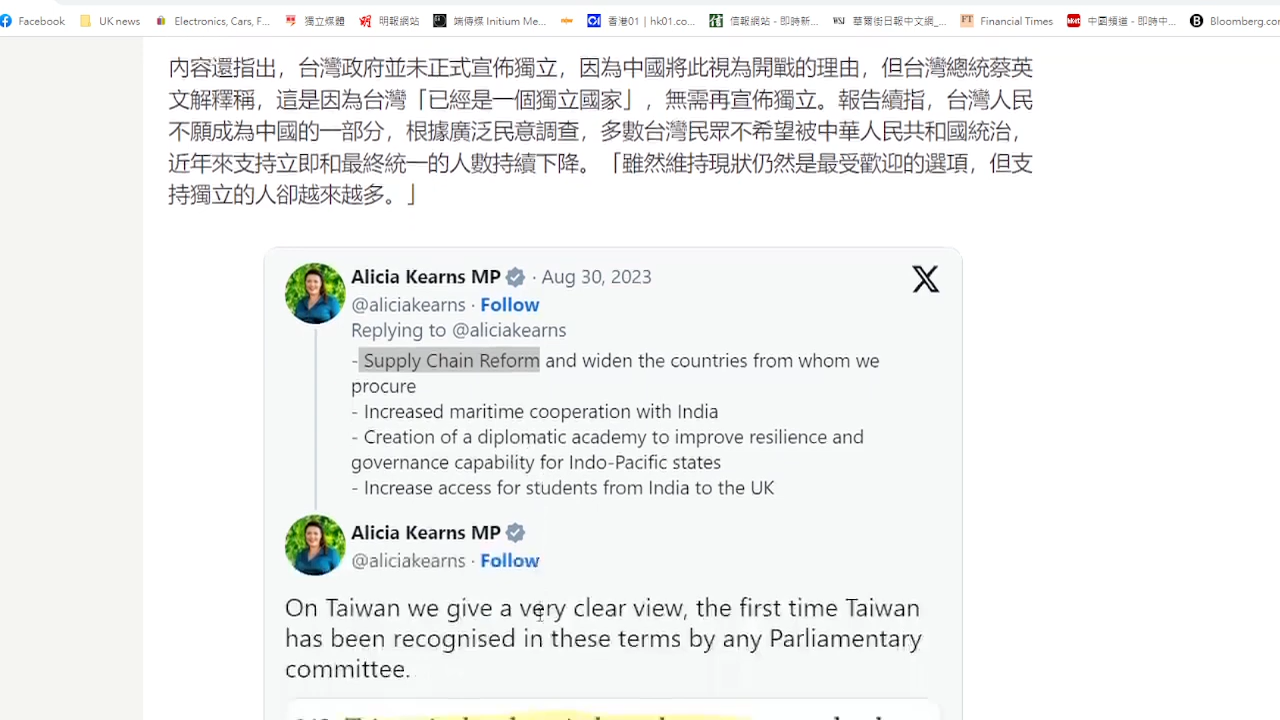 Facebook
UK news
Electronics, Cars, F...
獨立媒體
明報網站
端傳媒 Initium Me...
香港01 | hk01.co...
信報網站 - 即時新...
WSJ 華爾街日報中文網_...
FT Financial Times
中國頻道 - 即時中...
B Bloomberg.com
內容還指出，台灣政府並未正式宣佈獨立，因為中國將此視為開戰的理由，但台灣總統蔡英
文解釋稱，這是因為台灣「已經是一個獨立國家」，無需再宣佈獨立。報告續指，台灣人民
不願成為中國的一部分，根據廣泛民意調查，多數台灣民眾不希望被中華人民共和國統治，
近年來支持立即和最終統一的人數持續下降。「雖然維持現狀仍然是最受歡迎的選項，但支
持獨立的人卻越來越多。」
Alicia Kearns MP · Aug 30, 2023
@aliciakearns · Follow
Replying to @aliciakearns
- Supply Chain Reform and widen the countries from whom we
procure
- Increased maritime cooperation with India
- Creation of a diplomatic academy to improve resilience and
governance capability for Indo-Pacific states
- Increase access for students from India to the UK
Alicia Kearns MP
@aliciakearns · Follow
On Taiwan we give a very clear view, the first time Taiwan
has been recognised in these terms by any Parliamentary
committee.